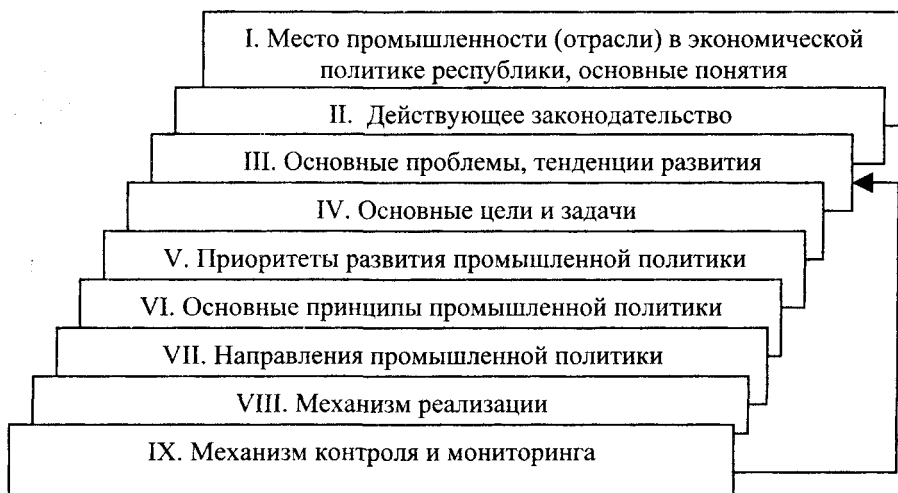 I. Место промышленности (отрасли) в экономической
политике республики, основные понятия
II. Действующее законодательство
III. Основные проблемы, тенденции развития
IV. Основные цели и задачи
V. Приоритеты развития промышленной политики
VI. Основные принципы промышленной политики
VII. Направления промышленной политики
VIII. Механизм реализации
IX. Механизм контроля и мониторинга